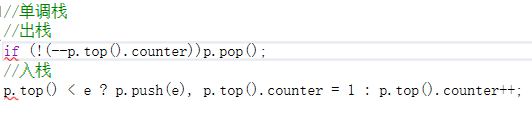 //单调栈
//出栈
if (!(--p.top().counter))p.pop();
//入栈
p.top() < e ? p.push(e), p.top().counter = 1 : p.top().counter++;